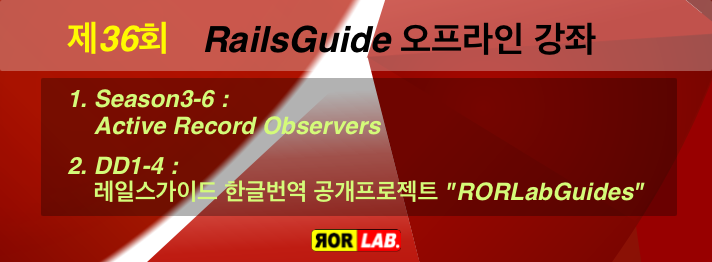 제36회 RailsGuide 오프라인 강좌
1. Season3-6 :
Active Record Observers
2. DD1-4 :
레일스가이드 한글번역 공개프로젝트 "RORLabGuides"
ROR LAB.